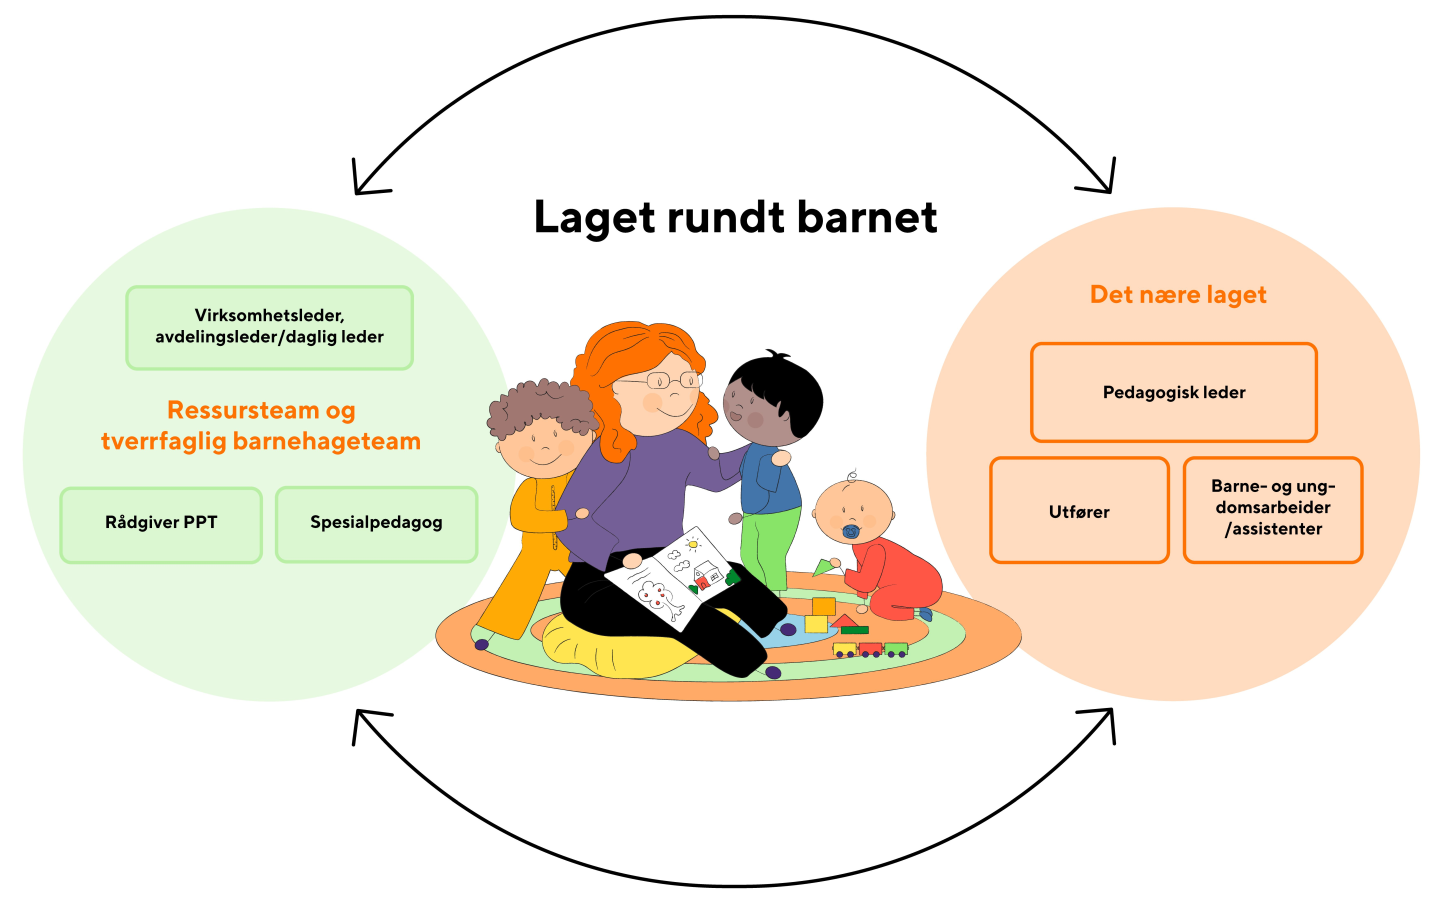 Laget rundt barnet
Virksomhetsleder,
avdelingsleder/daglig leder
Ressursteam og
tverrfaglig barnehageteam
Rådgiver PPT
Spesialpedagog
Det nære laget
Pedagogisk leder
Utfører
Barne- og ung-
domsarbeider
/assistenter